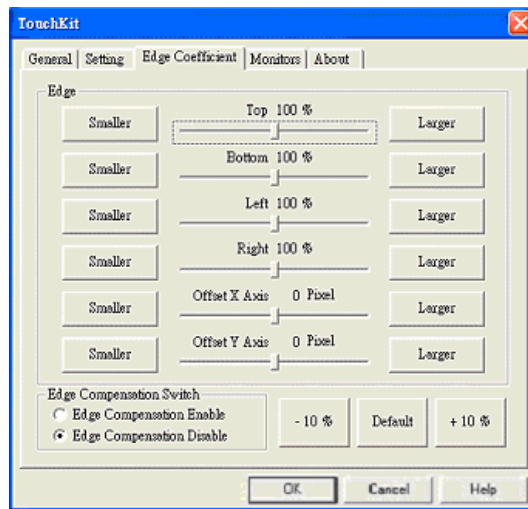 TouchKit
General Setting Edge Coefficient Monitors About
Edge
Smaller Top 100 % Larger
Smaller Bottom 100 % Larger
Smaller Left 100 % Larger
Smaller Right 100 % Larger
Smaller Offset X Axis 0 Pixel Larger
Smaller Offset Y Axis 0 Pixel Larger
Edge Compensation Switch
Edge Compensation Enable
Edge Compensation Disable
- 10 % Default + 10 %
OK Cancel Help